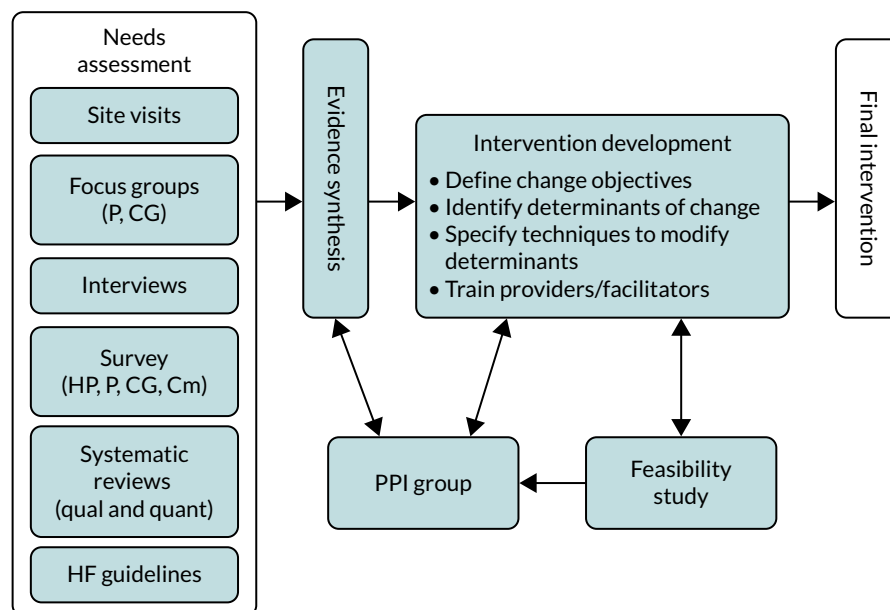 Needs
assessment
Site visits
Focus groups
(P, CG)
Interviews
Survey
(HP, P, CG, Cm)
Systematic
reviews
(qual and quant)
HF guidelines
Evidence synthesis
Intervention development
• Define change objectives
• Identify determinants of change
• Specify techniques to modify
determinants
• Train providers/facilitators
Final intervention
PPI group
Feasibility
study